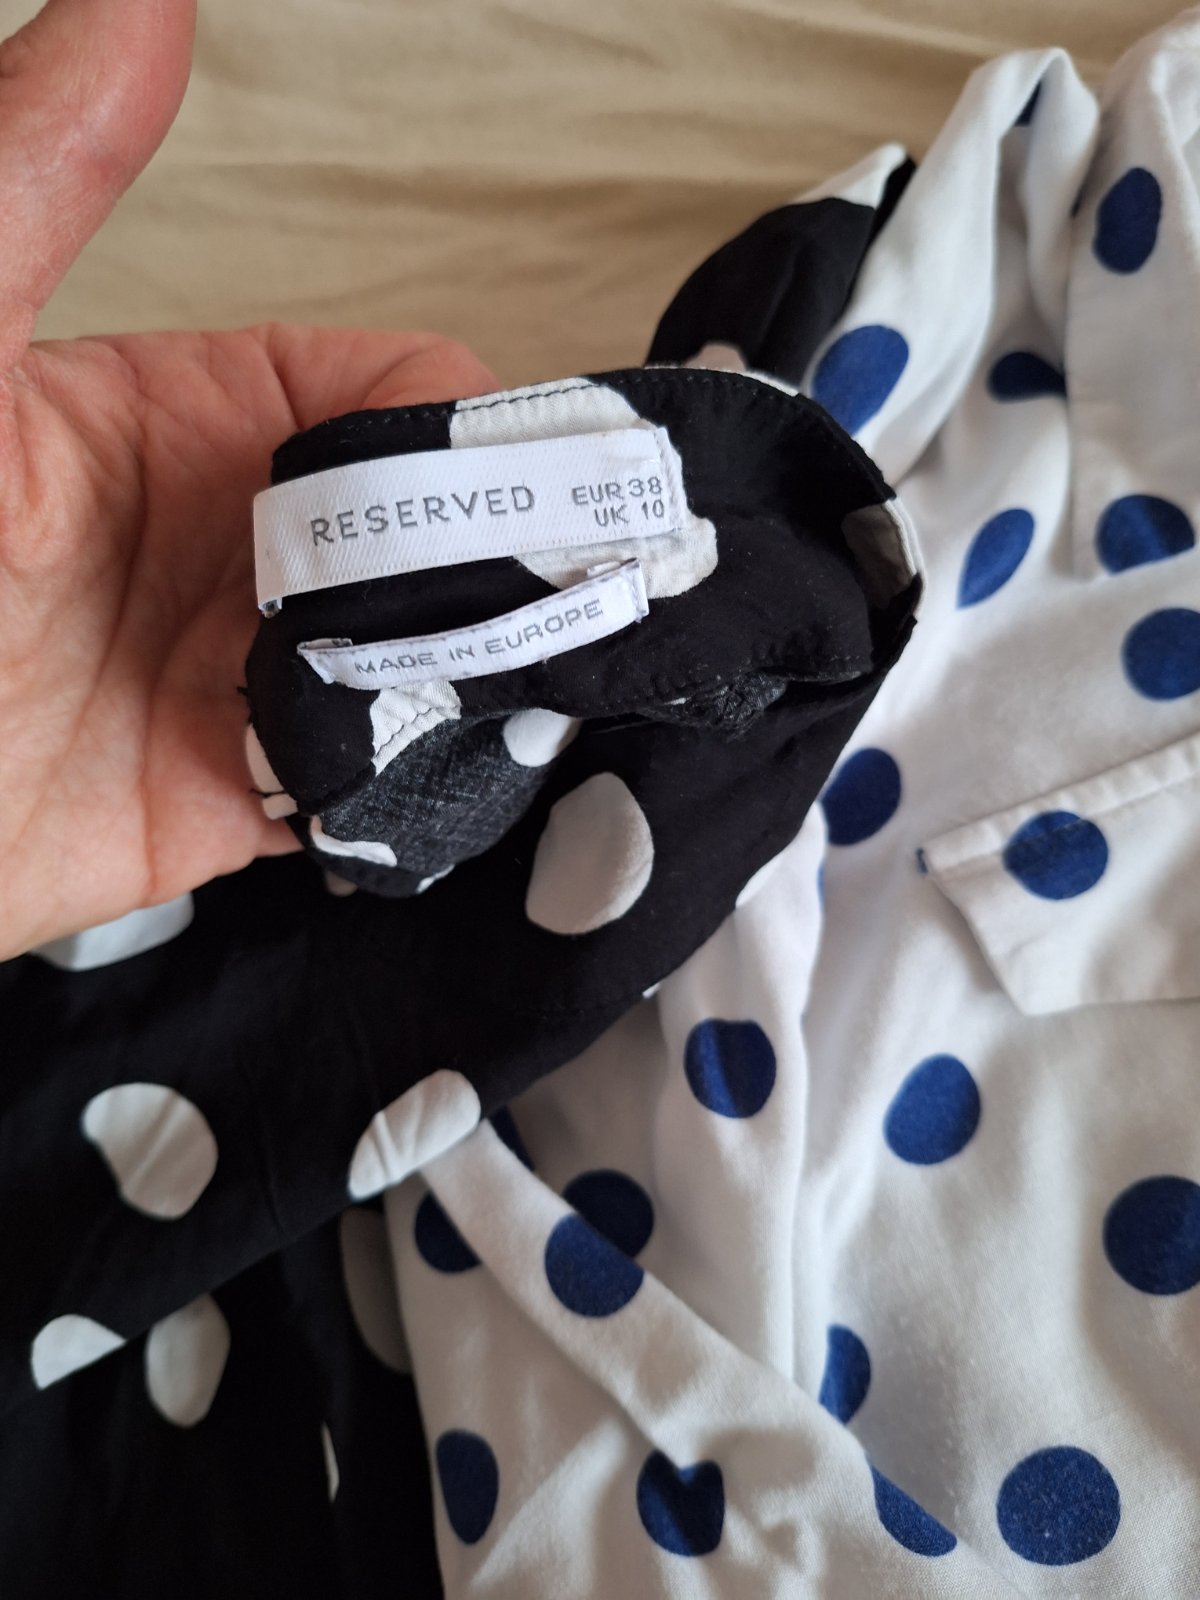 RESERVED
EUR 38
UK 10
MADE IN EUROPE